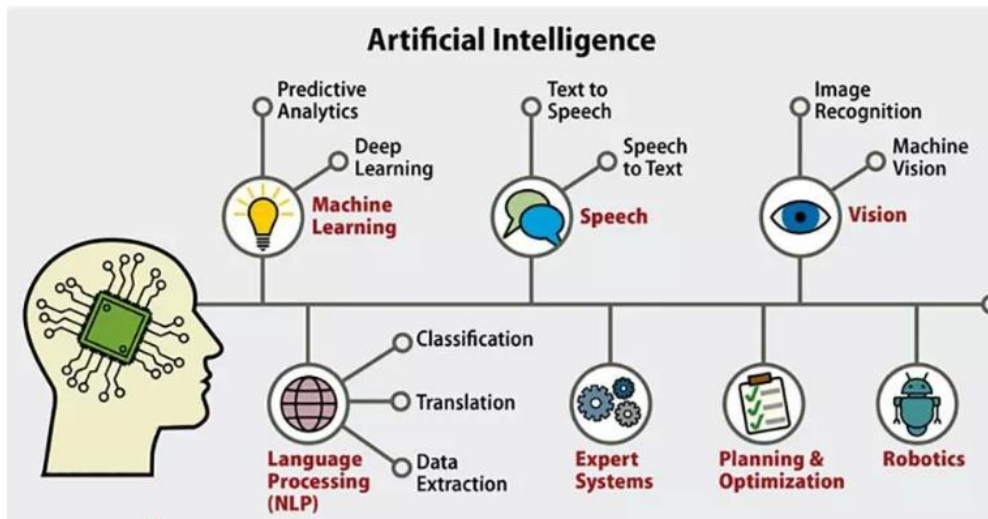 Artificial Intelligence
Predictive
Analytics
Deep
Learning
Machine
Learning
Text to
Speech
Speech
to Text
Speech
Image
Recognition
Machine
Vision
Vision
Classification
Translation
Data
Extraction
Language
Processing
(NLP)
Expert
Systems
Planning &
Optimization
Robotics